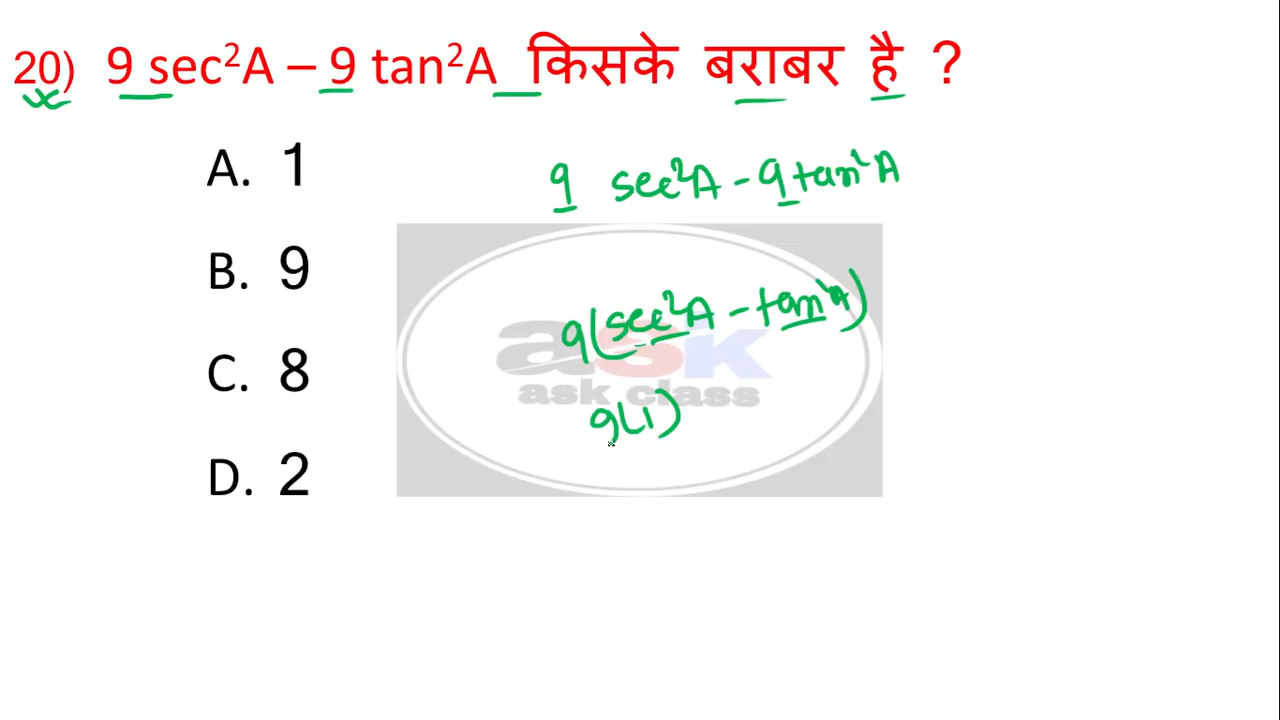 20) 9 sec²A – 9 tan²A किसके बराबर है ?
A. 1
9 sec²A - 9 tan²A
B. 9
9(sec²A - tan²A)
C. 8
ask
ask class
9(1)
D. 2